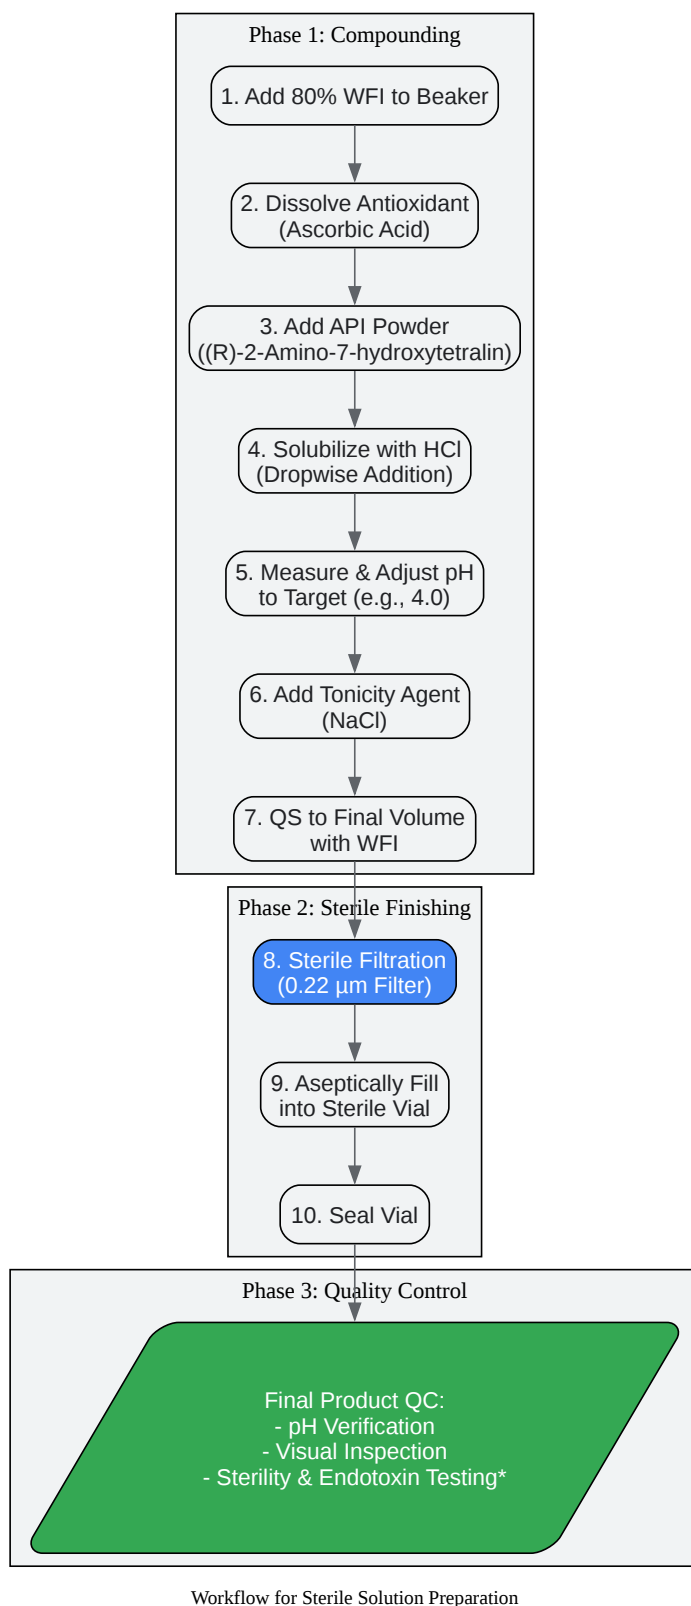 Phase 1: Compounding
1. Add 80% WFI to Beaker
2. Dissolve Antioxidant
(Ascorbic Acid)
3. Add API Powder
((R)-2-Amino-7-hydroxytetralin)
4. Solubilize with HCl
(Dropwise Addition)
5. Measure & Adjust pH
to Target (e.g., 4.0)
6. Add Tonicity Agent
(NaCl)
7. QS to Final Volume
with WFI
Phase 2: Sterile Finishing
8. Sterile Filtration
(0.22 µm Filter)
9. Aseptically Fill
into Sterile Vial
10. Seal Vial
Phase 3: Quality Control
Final Product QC:
- pH Verification
- Visual Inspection
- Sterility & Endotoxin Testing*
Workflow for Sterile Solution Preparation